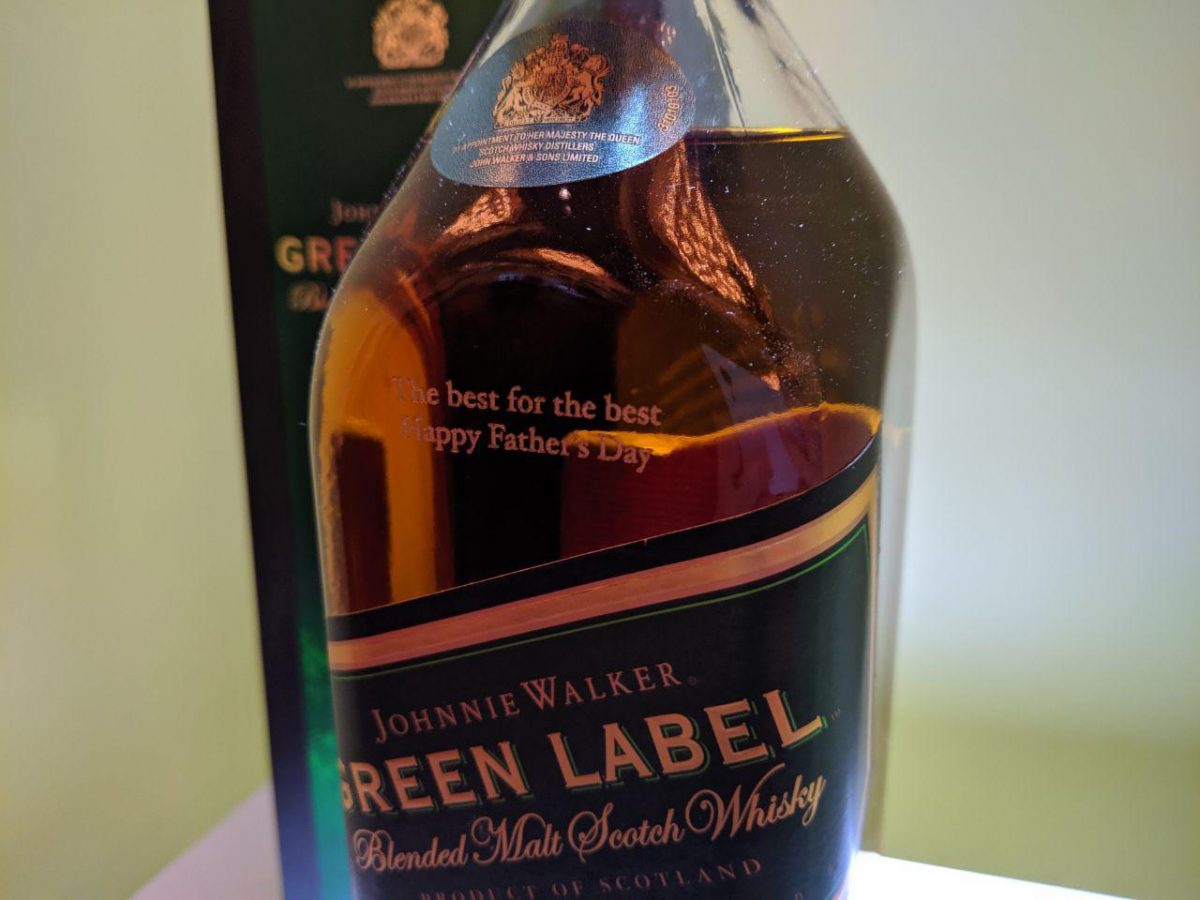 BY APPOINTMENT TO HER MAJESTY THE QUEEN
SCOTCH WHISKY DISTILLERS
JOHN WALKER & SONS LIMITED
GRE
The best for the best
Happy Father's Day
JOHNNIE WALKER
GREEN LABEL
Blended Malt Scotch Whisky
PRODUCT OF SCOTLAND